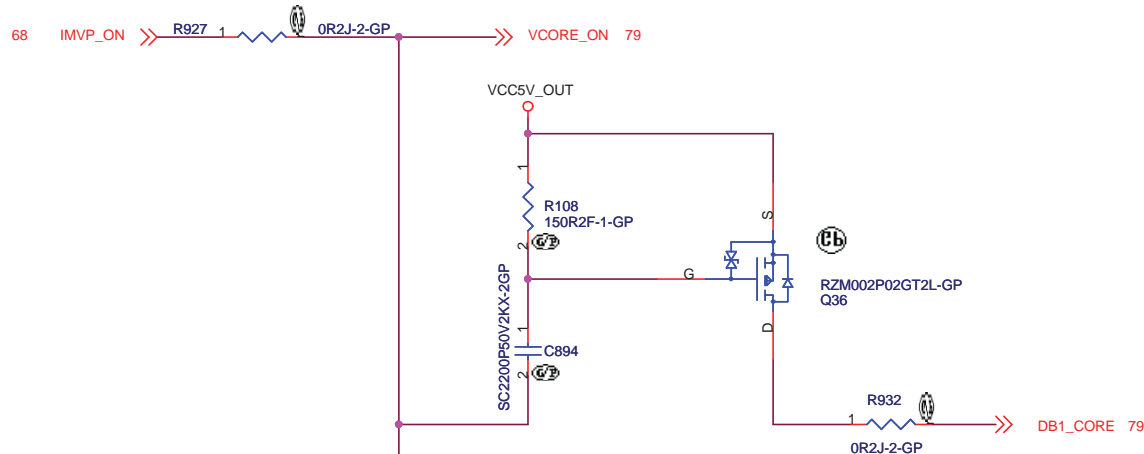 68 IMVP_ON R927 1 0R2J-2-GP VCORE_ON 79
VCC5V_OUT
1
R108
150R2F-1-GP
2 G/P
S
G
D
RZM002P02GT2L-GP
Q36
SC2200P50V2KX-2GP
1
C894
2 G/P
R932
1
0R2J-2-GP
DB1_CORE 79